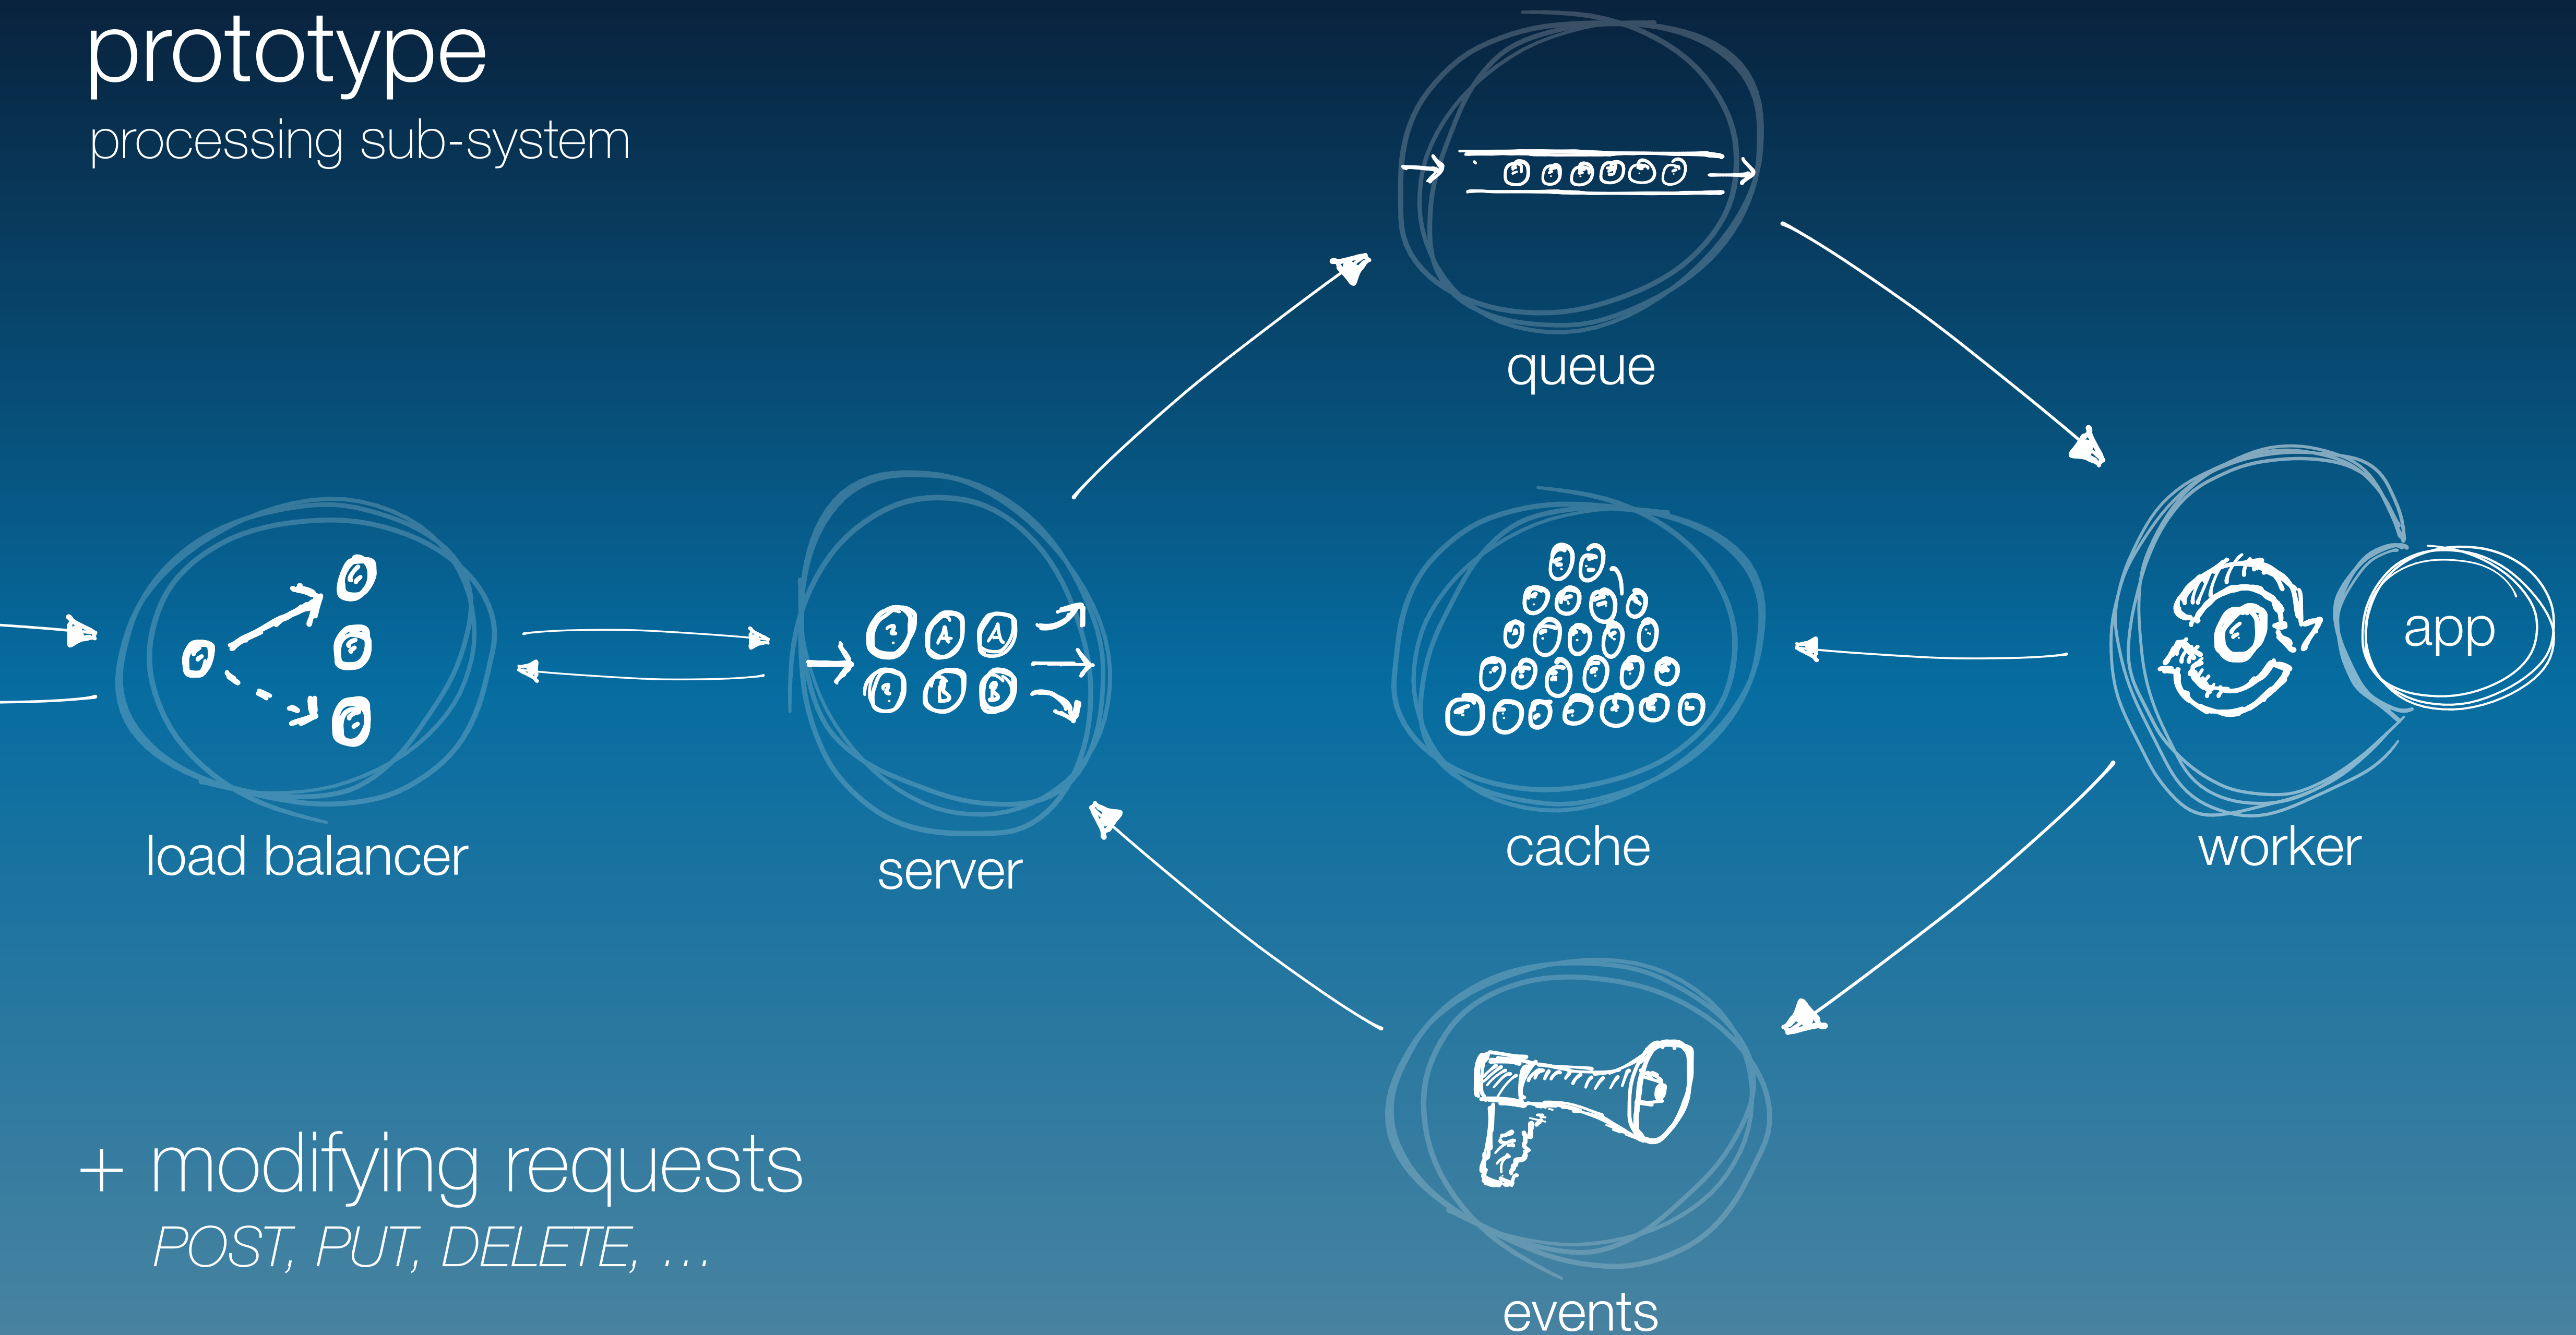 prototype
processing sub-system
queue
app
A A
B B
load balancer
server
cache
worker
+ modifying requests
POST, PUT, DELETE, …
events